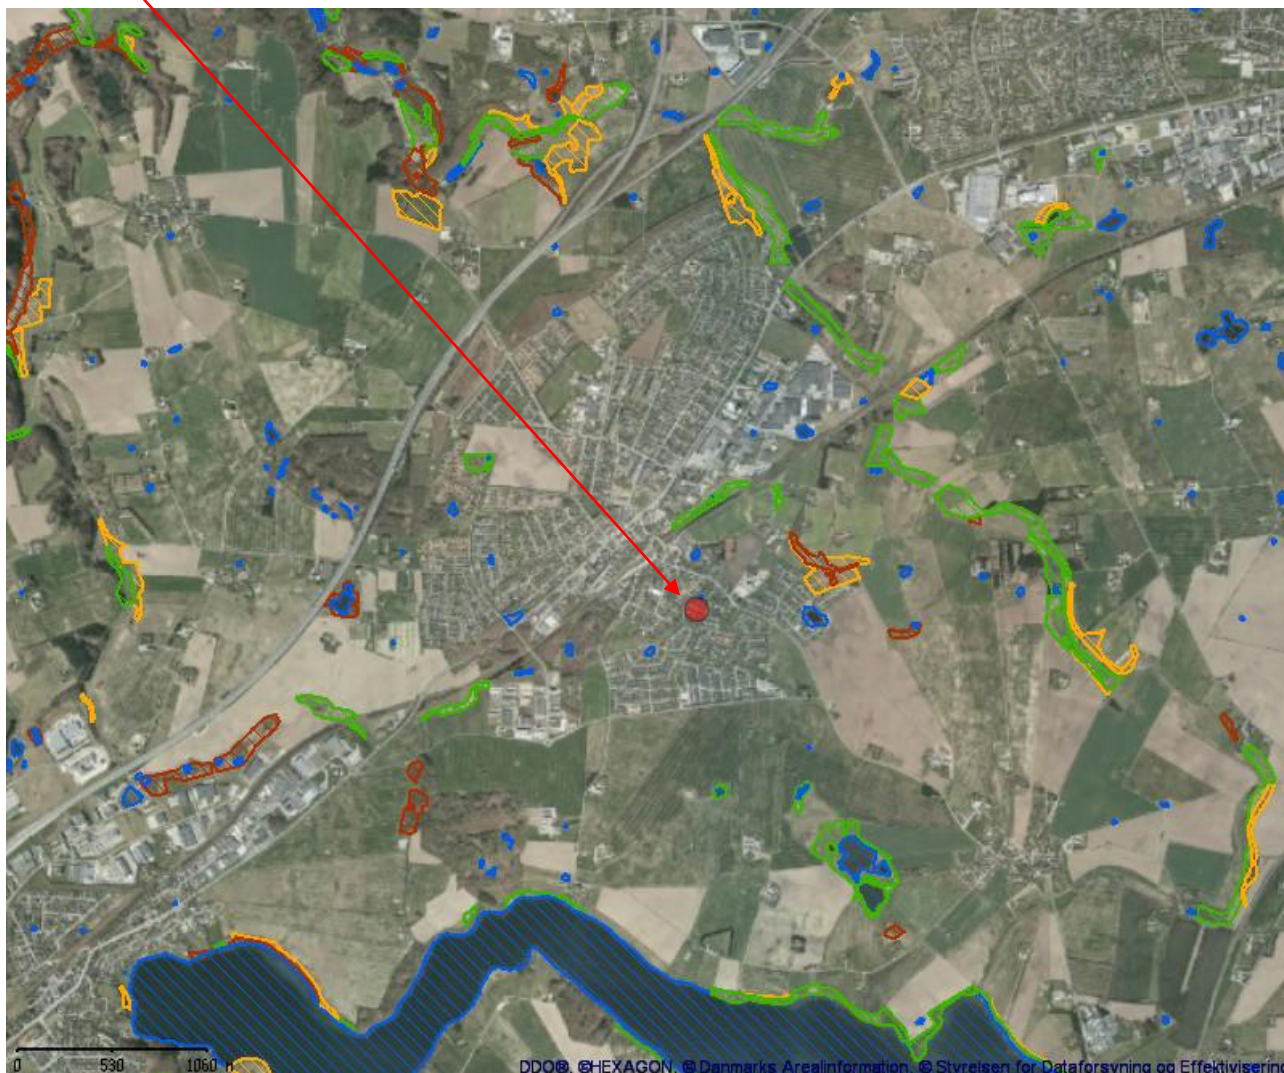 0 530 1060 m
DDO®, ©HEXAGON, © Danmarks Arealinformation, © Styrelsen for Dataforsyning og Effektivisering